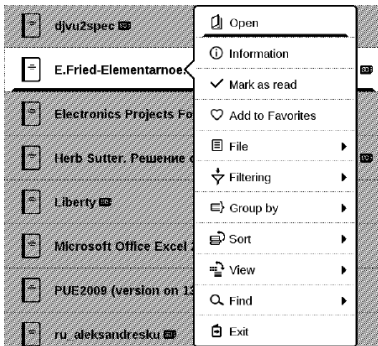 djvu2spec
Open
E.Fried-Elementarnoe
Information
Mark as read
Electronics Projects Fo
Add to Favorites
File
Herb Sutter. Решение
Filtering
Liberty
Group by
Microsoft Office Excel
Sort
View
PUE2009 (version on 13
Find
ru_aleksandresku
Exit